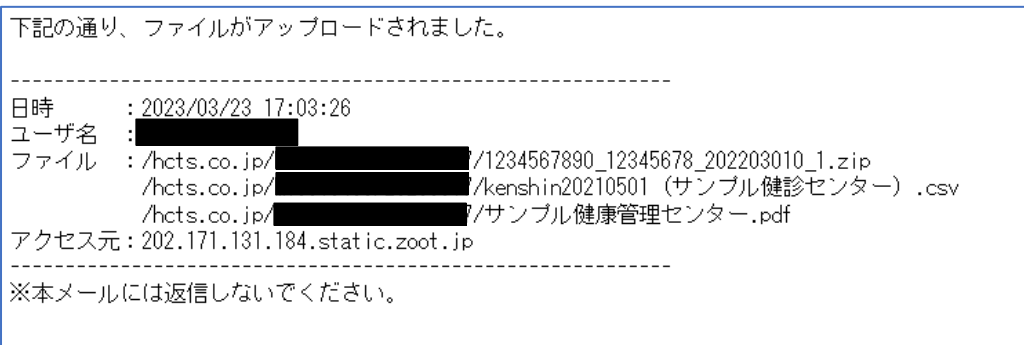 下記の通り、ファイルがアップロードされました。
------------------------------------------------------------
日時　　　：2023/03/23 17:03:26
ユーザ名　：
ファイル　：/hcts.co.jp/ /1234567890_12345678_202203010_1.zip
/hcts.co.jp/ /kenshin20210501（サンプル健診センター）.csv
/hcts.co.jp/ /サンプル健康管理センター.pdf
アクセス元：202.171.131.184.static.zoot.jp
------------------------------------------------------------
※本メールには返信しないでください。